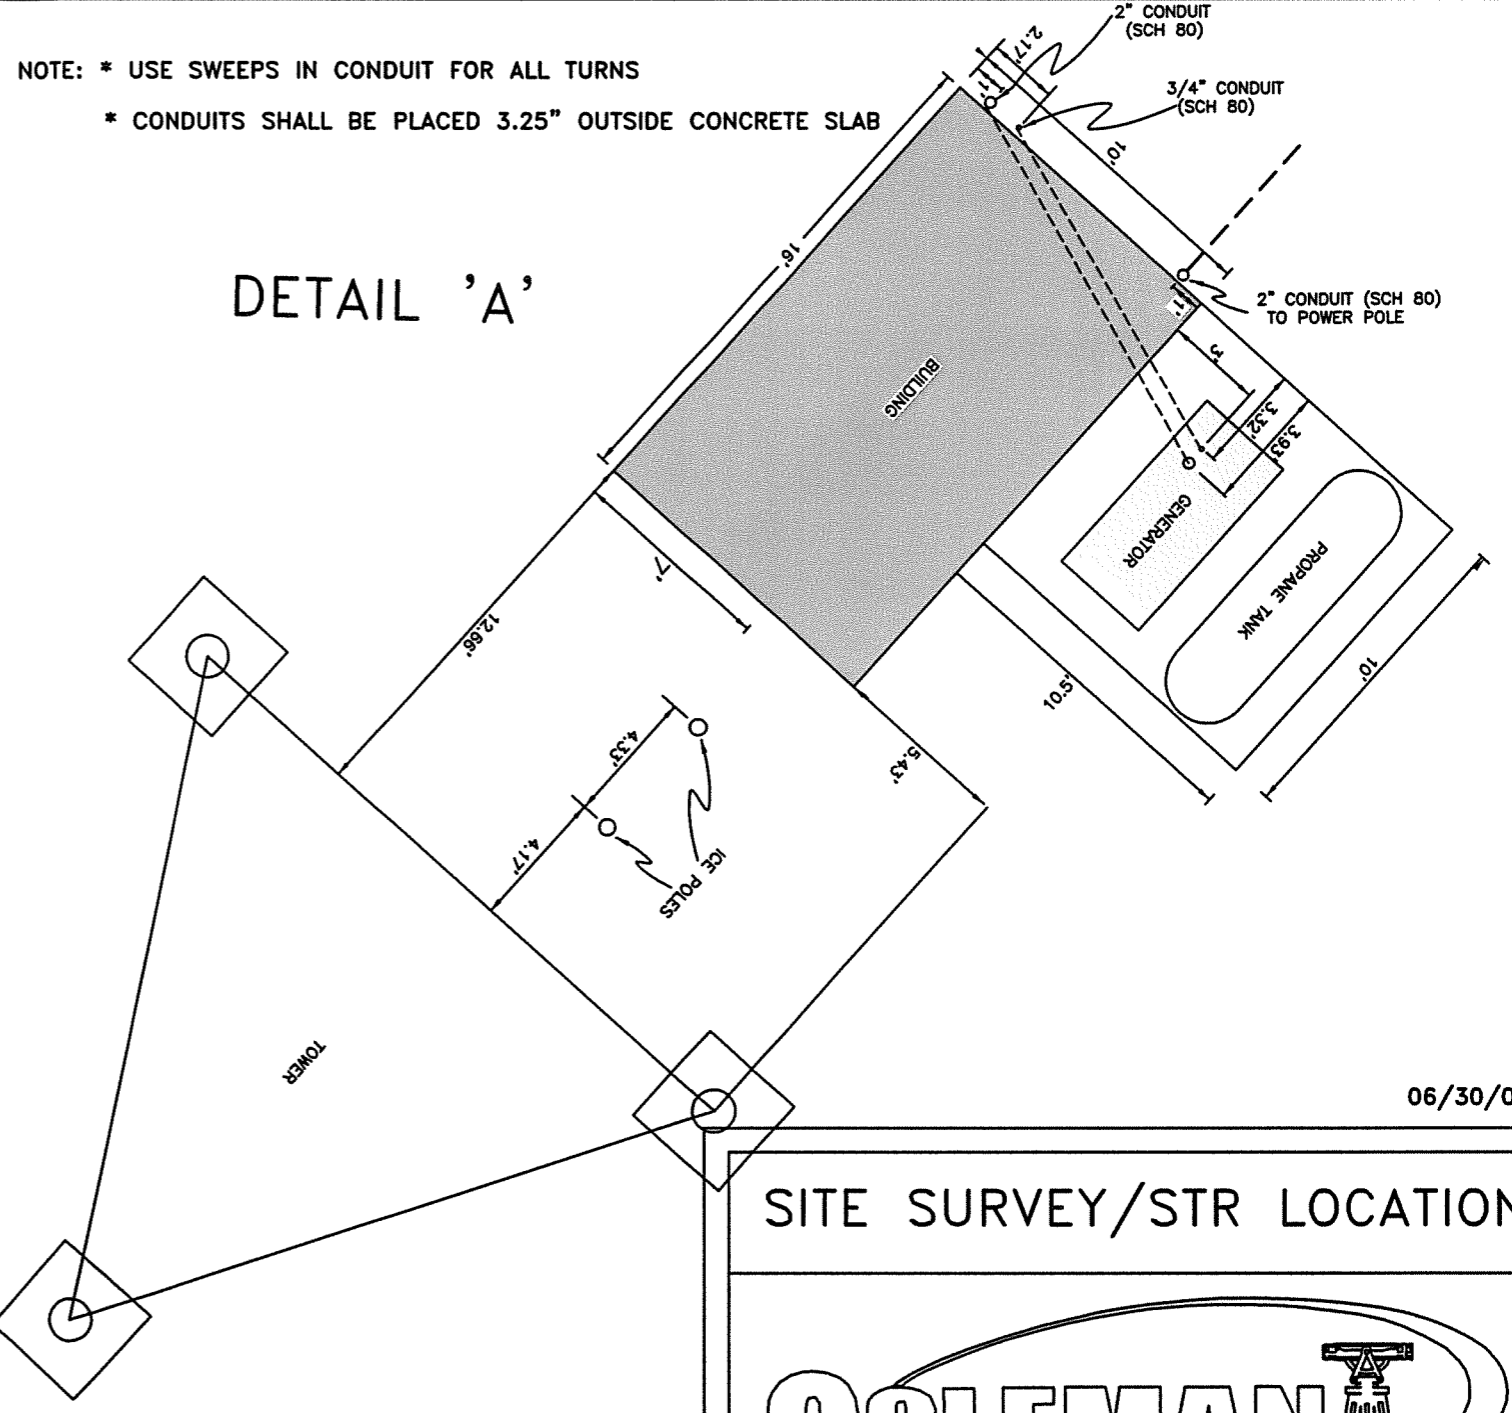 NOTE: * USE SWEEPS IN CONDUIT FOR ALL TURNS
* CONDUITS SHALL BE PLACED 3.25" OUTSIDE CONCRETE SLAB
2" CONDUIT
(SCH 80)
2.17'
1'
3/4" CONDUIT
(SCH 80)
10'
16'
DETAIL 'A'
2" CONDUIT (SCH 80)
TO POWER POLE
1'
3'
BUILDING
3.32'
3.93'
GENERATOR
PROPANE TANK
7'
12.66'
10.5'
10'
4.33'
5.43'
4.17'
ICE POLES
TOWER
06/30/0
SITE SURVEY/STR LOCATION
COLEMAN